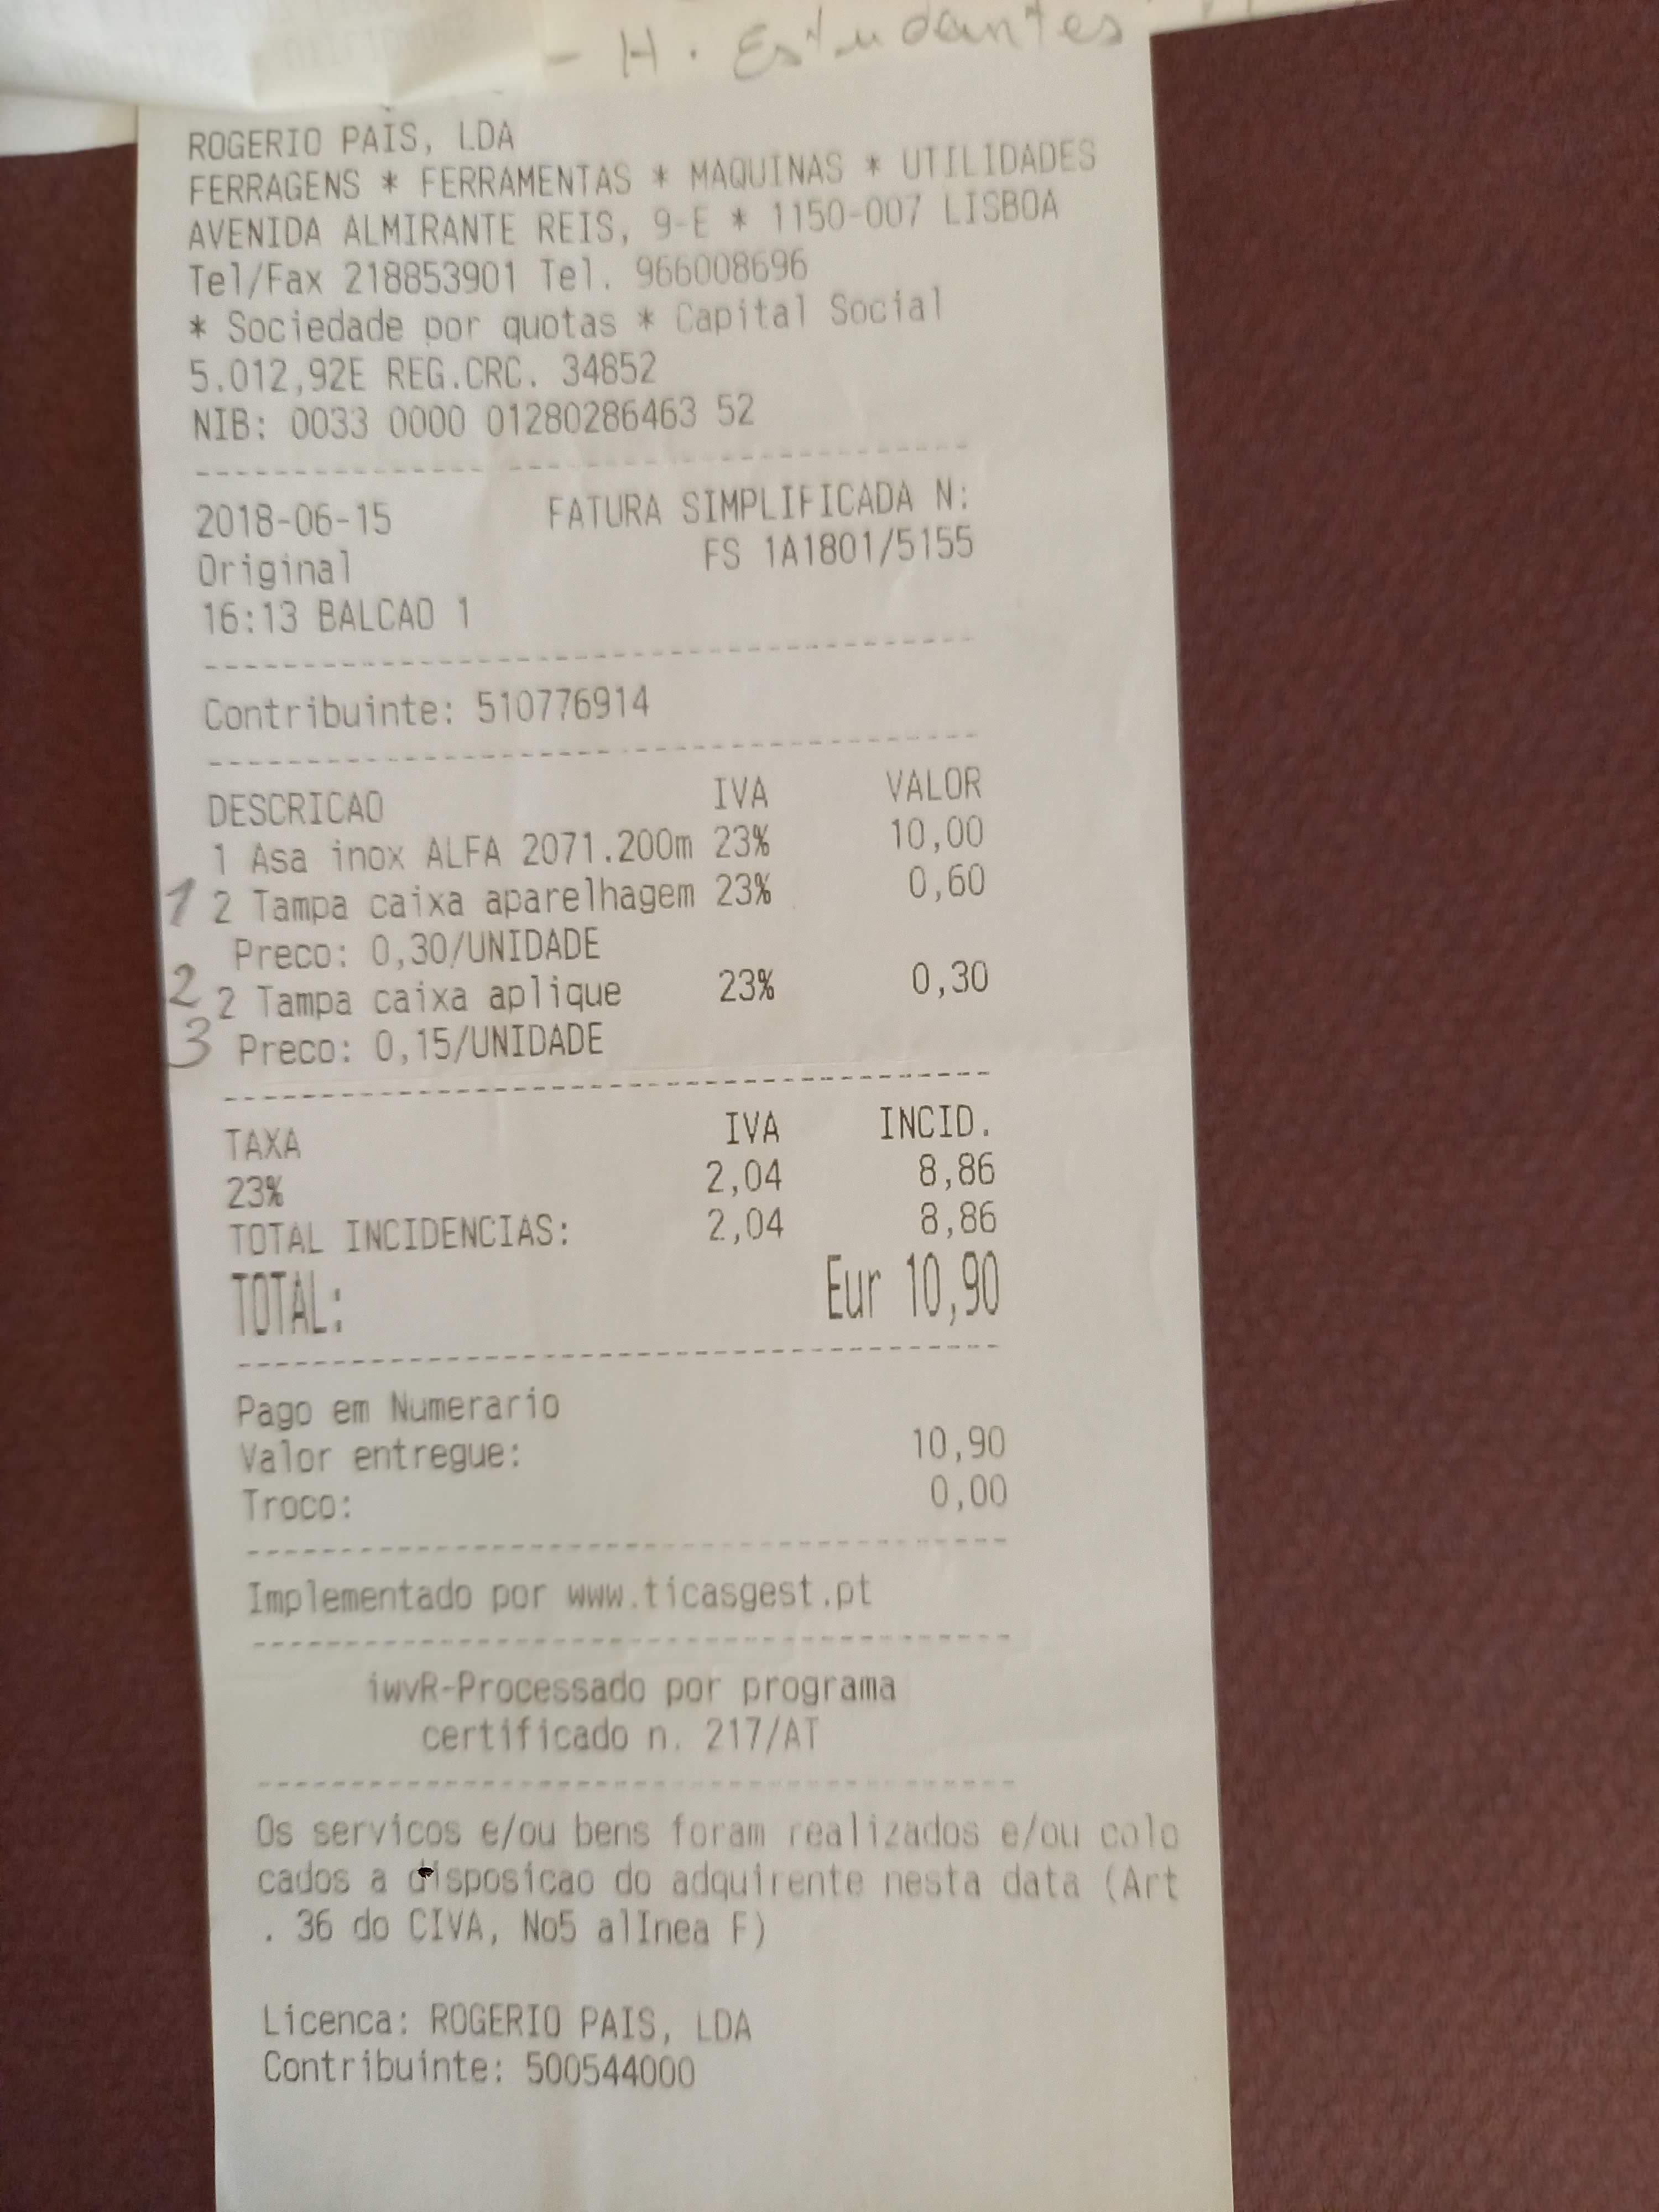 - H. Estudantes
ROGERIO PAIS, LDA
FERRAGENS * FERRAMENTAS * MAQUINAS * UTILIDADES
AVENIDA ALMIRANTE REIS, 9-E * 1150-007 LISBOA
Tel/Fax 218853901 Tel. 966008696
* Sociedade por quotas * Capital Social
5.012,92E REG.CRC. 34852
NIB: 0033 0000 01280286463 52
2018-06-15 FATURA SIMPLIFICADA N:
Original FS 1A1801/5155
16:13 BALCAO 1
Contribuinte: 510776914
DESCRICAO IVA VALOR
1 Asa inox ALFA 2071.200m 23% 10,00
1 2 Tampa caixa aparelhagem 23% 0,60
Preco: 0,30/UNIDADE
2 2 Tampa caixa aplique 23% 0,30
3 Preco: 0,15/UNIDADE
TAXA IVA INCID.
23% 2,04 8,86
TOTAL INCIDENCIAS: 2,04 8,86
TOTAL: Eur 10,90
Pago em Numerario
Valor entregue: 10,90
Troco: 0,00
Implementado por www.ticasgest.pt
iwvR-Processado por programa
certificado n. 217/AT
Os servicos e/ou bens foram realizados e/ou colo
cados a disposicao do adquirente nesta data (Art
. 36 do CIVA, No5 alInea F)
Licenca: ROGERIO PAIS, LDA
Contribuinte: 500544000